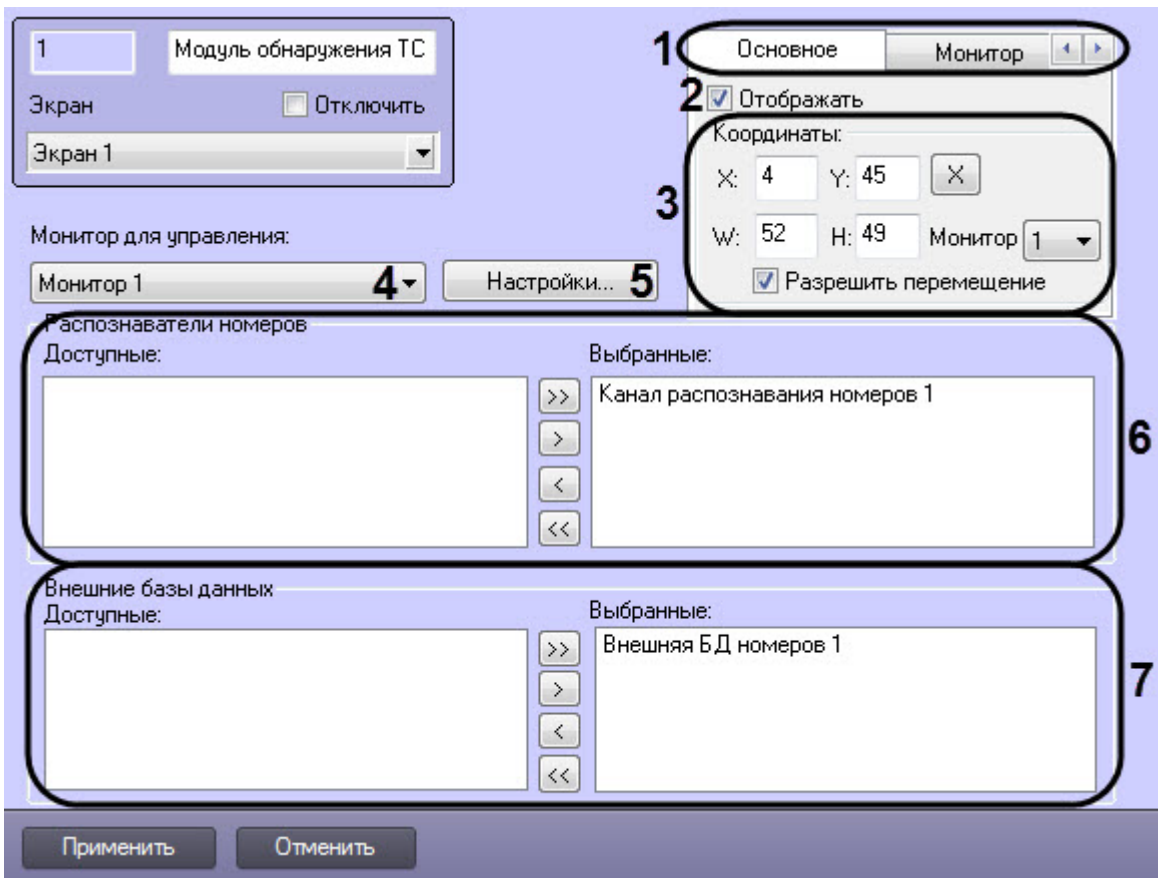 1 Модуль обнаружения ТС
Экран Отключить
Экран 1
1 Основное Монитор
2 Отображать
Координаты:
X: 4 Y: 45 X
3
W: 52 H: 49 Монитор 1
Разрешить перемещение
Монитор для управления:
Монитор 1 4 Настройки... 5
Распознаватели номеров
Доступные: Выбранные:
>> Канал распознавания номеров 1
>
<
<<
6
Внешние базы данных
Доступные: Выбранные:
>> Внешняя БД номеров 1
>
<
<<
7
Применить Отменить